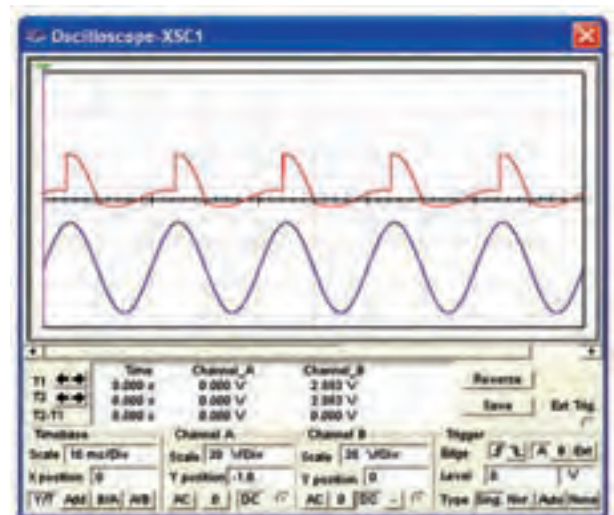 Oscilloscope-XSC1
Time Channel_A Channel_B
T1 0.000 s 0.000 V 2.003 V
T2 0.000 s 0.000 V 2.003 V
T2-T1 0.000 s 0.000 V 0.000 V
Reverse
Save Ext Trig.
Timebase Channel A Channel B Trigger
Scale 10 ms/Div Scale 20 V/Div Scale 20 V/Div Edge A B Ext
X position 0 Y position -1.0 Y position 0 Level 0 V
Y/T Add B/A A/B AC 0 DC AC 0 DC - Type Sing. Nor. Auto None